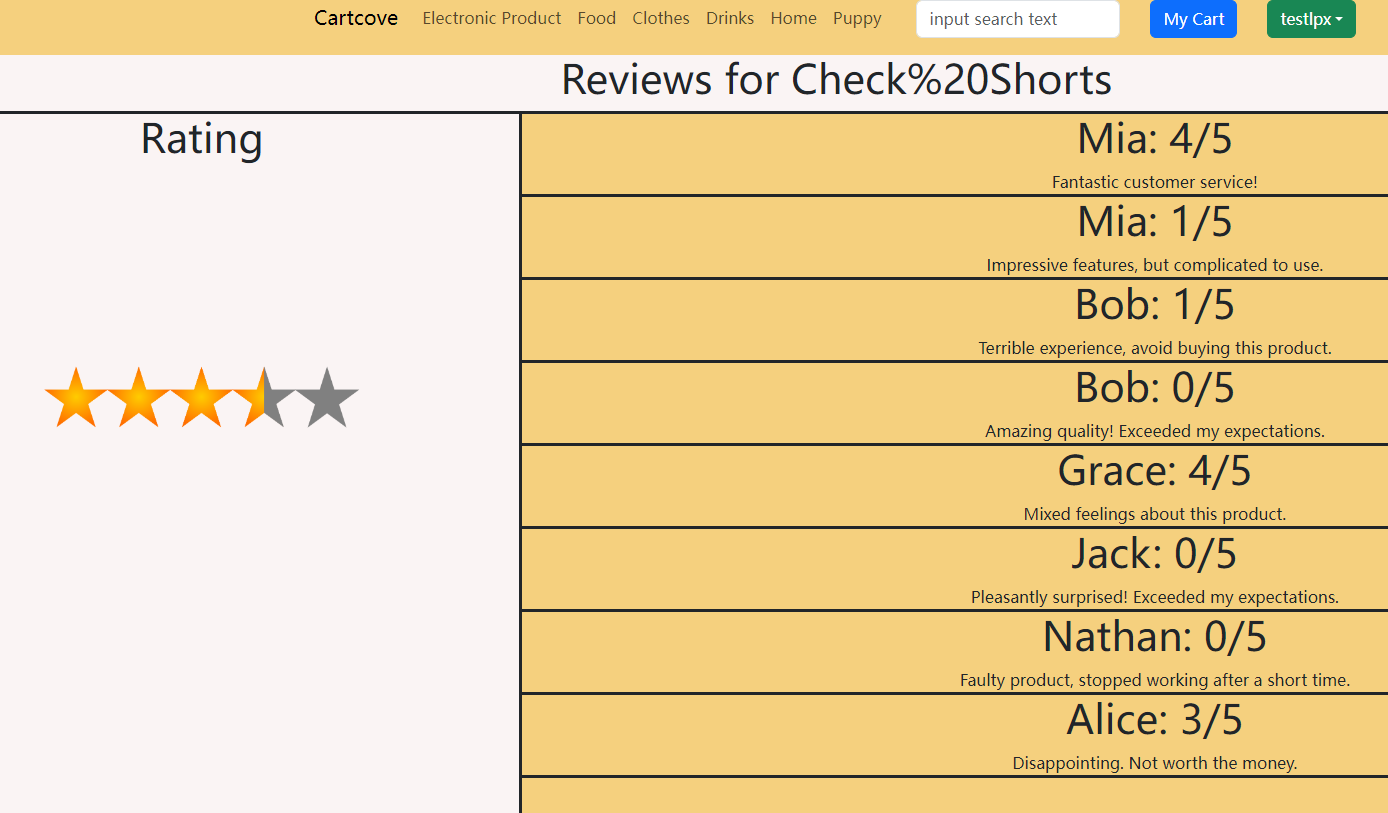 Cartcove Electronic Product Food Clothes Drinks Home Puppy input search text My Cart testlpx
Reviews for Check%20Shorts
Rating
Mia: 4/5
Fantastic customer service!
Mia: 1/5
Impressive features, but complicated to use.
Bob: 1/5
Terrible experience, avoid buying this product.
Bob: 0/5
Amazing quality! Exceeded my expectations.
Grace: 4/5
Mixed feelings about this product.
Jack: 0/5
Pleasantly surprised! Exceeded my expectations.
Nathan: 0/5
Faulty product, stopped working after a short time.
Alice: 3/5
Disappointing. Not worth the money.